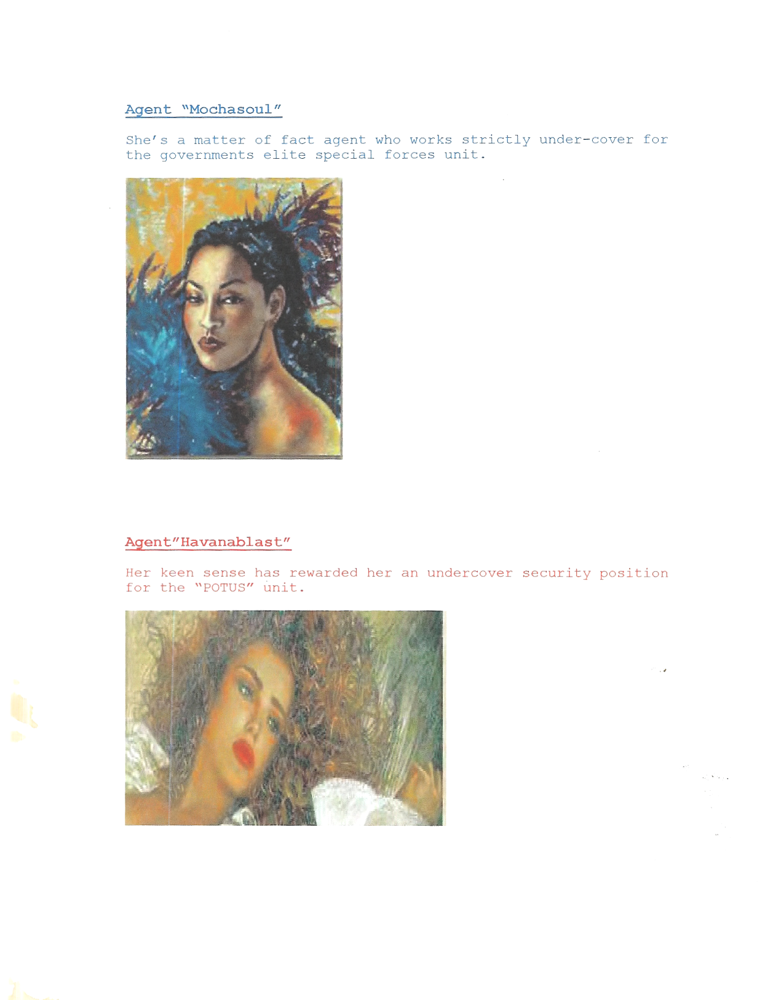 Agent “Mochasoul”
She’s a matter of fact agent who works strictly under-cover for
the governments elite special forces unit.
Agent”Havanablast”
Her keen sense has rewarded her an undercover security position
for the “POTUS” unit.